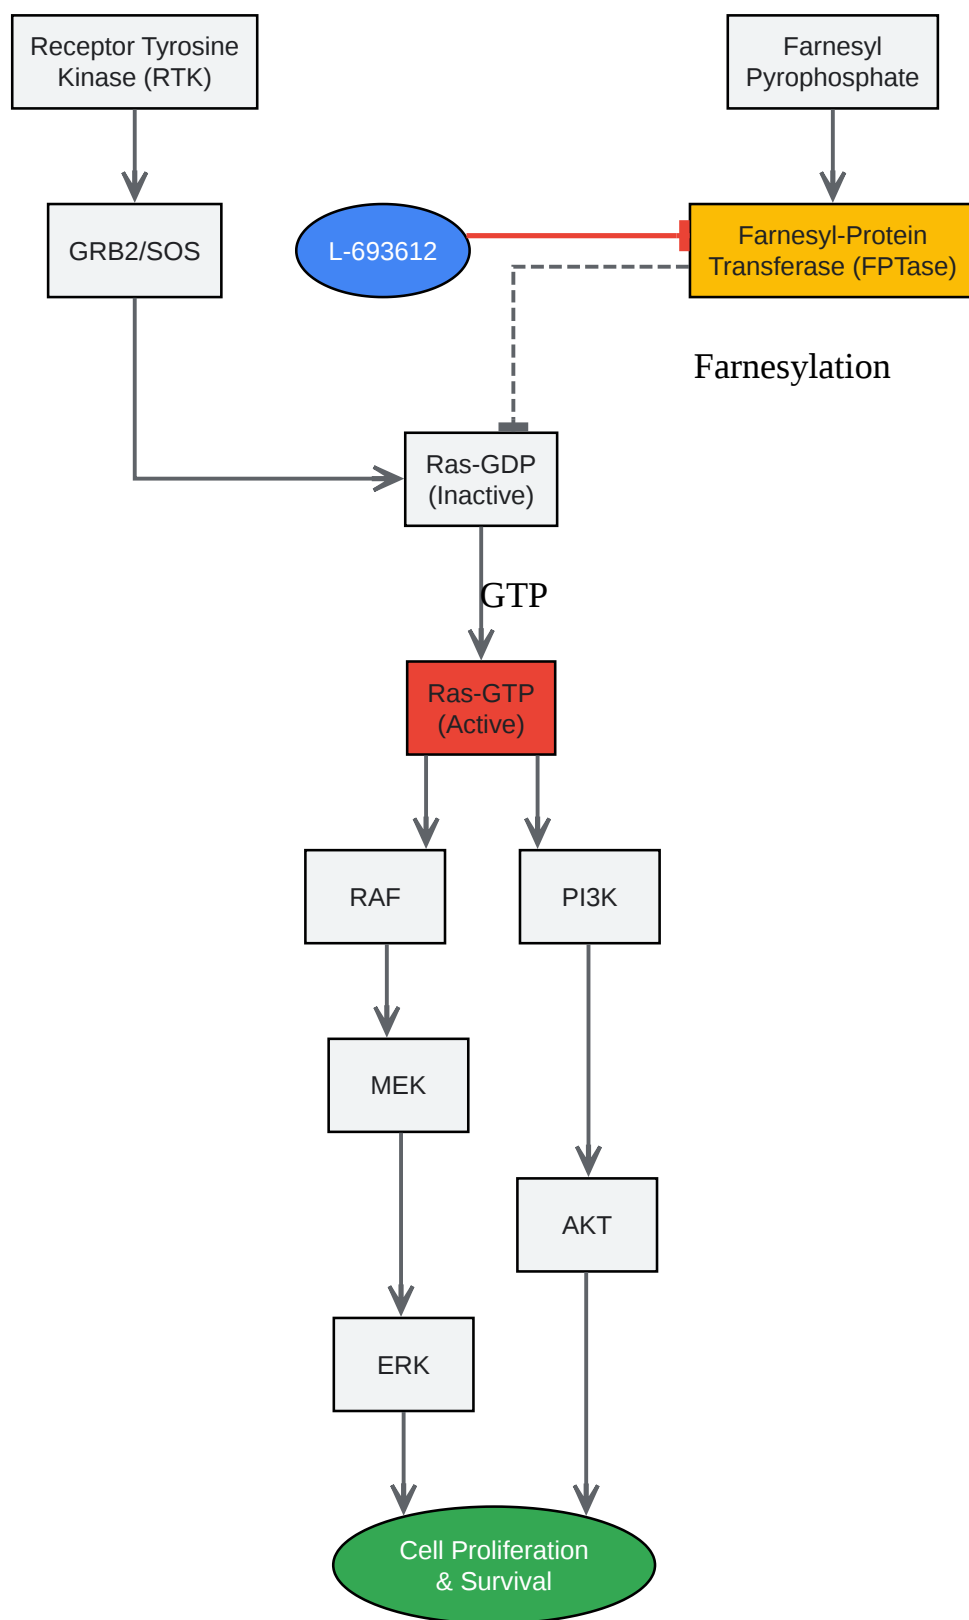 Receptor Tyrosine
Kinase (RTK)
Farnesyl
Pyrophosphate
GRB2/SOS
L-693612
Farnesyl-Protein
Transferase (FPTase)
Farnesylation
Ras-GDP
(Inactive)
GTP
Ras-GTP
(Active)
RAF
PI3K
MEK
AKT
ERK
Cell Proliferation
& Survival